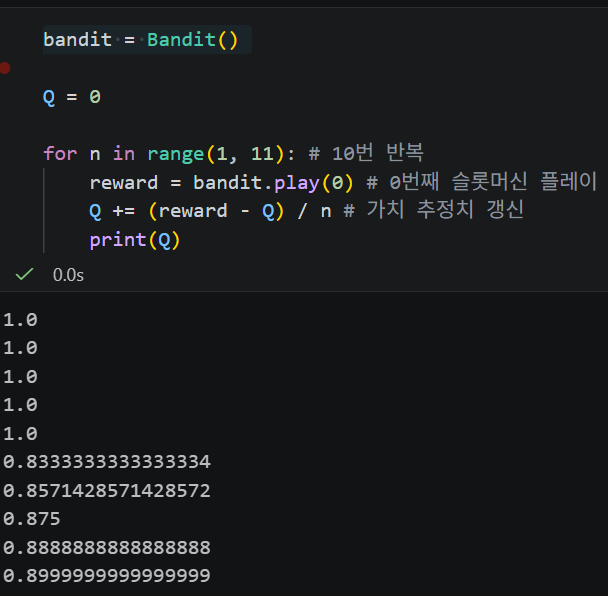 bandit = Bandit()
Q = 0
for n in range(1, 11): # 10번 반복
reward = bandit.play(0) # 0번째 슬롯머신 플레이
Q += (reward - Q) / n # 가치 추정치 갱신
print(Q)
0.0s
1.0
1.0
1.0
1.0
1.0
0.8333333333333334
0.8571428571428572
0.875
0.8888888888888888
0.8999999999999999